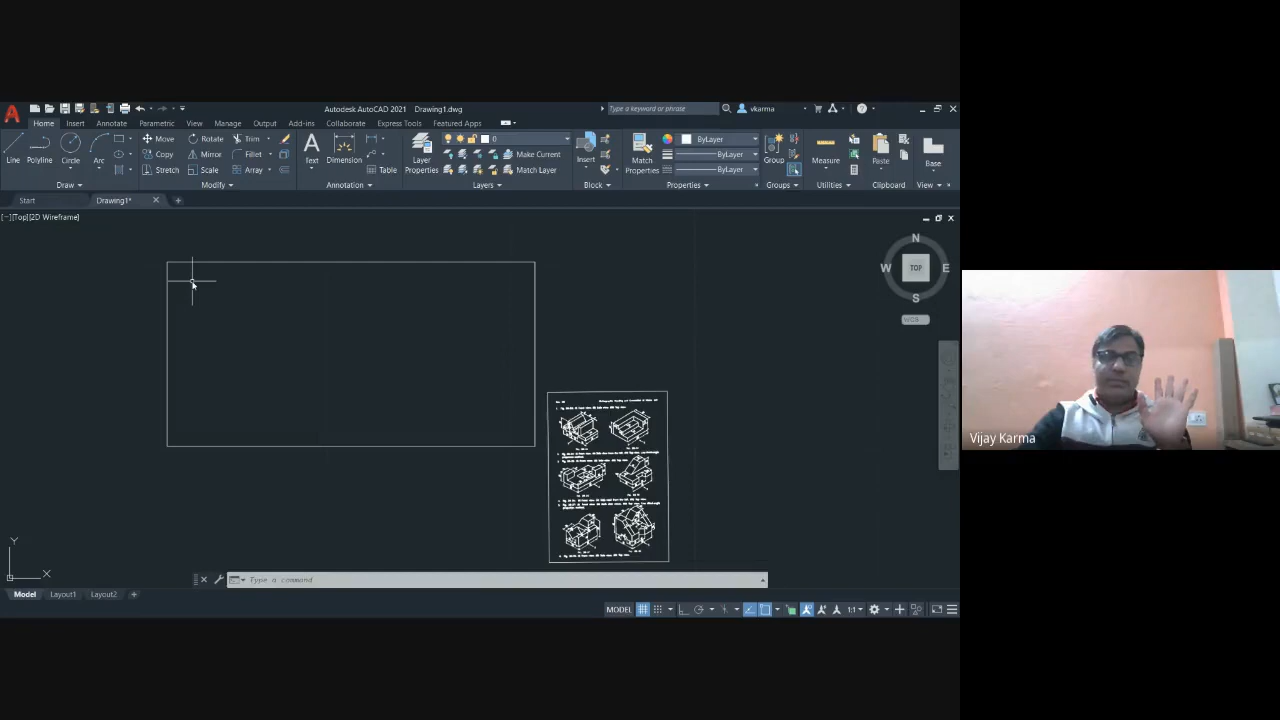 Autodesk AutoCAD 2021 Drawing1.dwg
Type a keyword or phrase
vkarma
Home Insert Annotate Parametric View Manage Output Add-ins Collaborate Express Tools Featured Apps
Line Polyline Circle Arc
Move Rotate Trim
Copy Mirror Fillet
Stretch Scale Array
Text Dimension Table
Layer Properties
0
Make Current
Match Layer
Insert
Match Properties
ByLayer
ByLayer
ByLayer
Group Measure Paste Base
Draw Modify Annotation Layers Block Properties Groups Utilities Clipboard View
Start Drawing1*
[−][Top][2D Wireframe]
N
W TOP E
S
WCS
Y
X
Type a command
Model Layout1 Layout2
MODEL 1:1
Vijay Karma